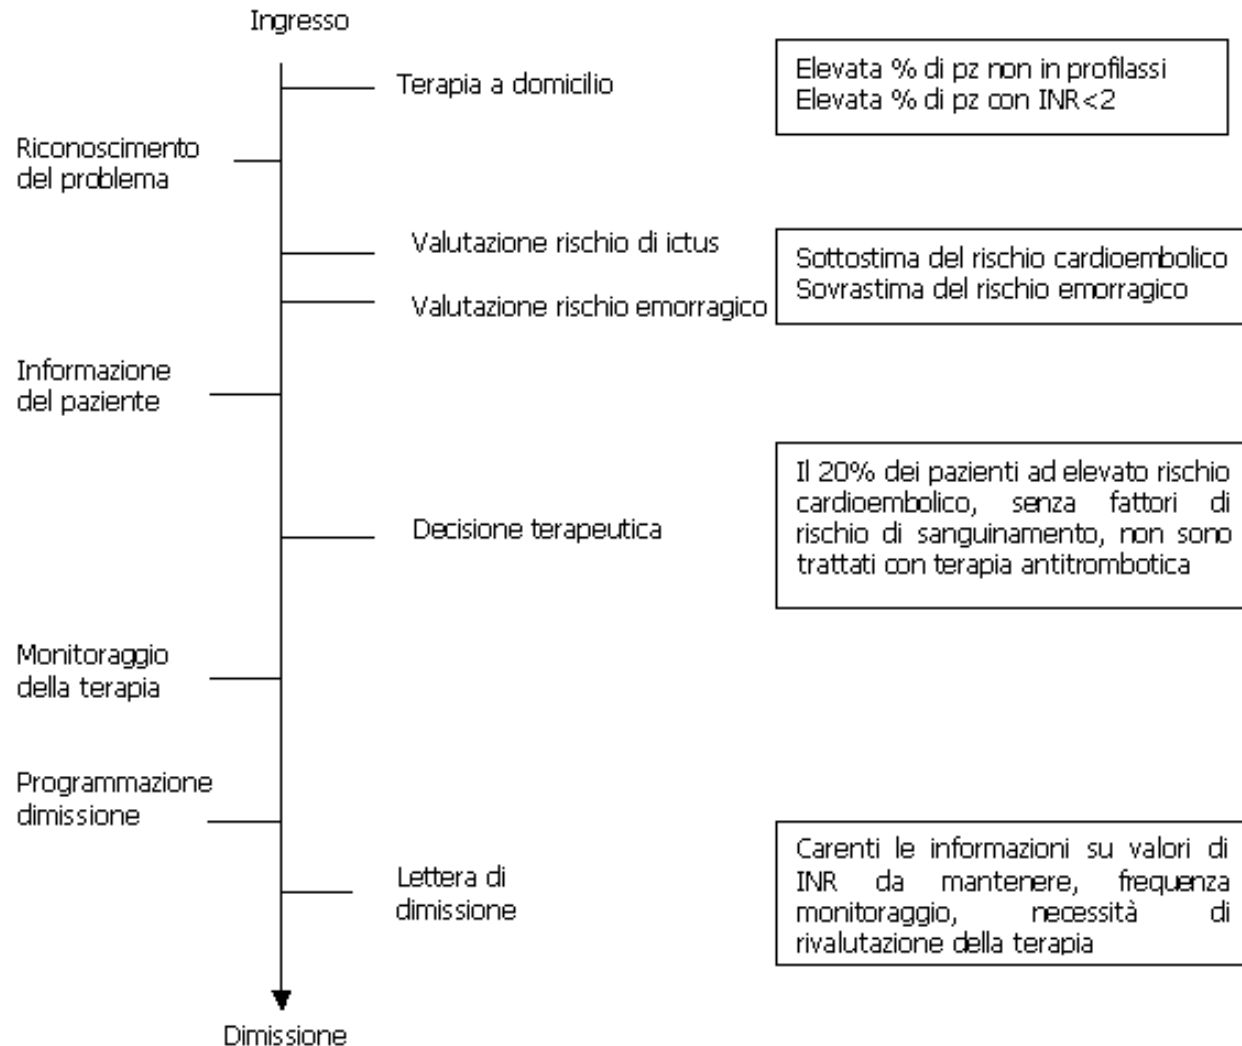 Ingresso
Terapia a domicilio
Elevata % di pz non in profilassi
Elevata % di pz con INR<2
Riconoscimento
del problema
Valutazione rischio di ictus
Valutazione rischio emorragico
Sottostima del rischio cardioembolico
Sovrastima del rischio emorragico
Informazione
del paziente
Decisione terapeutica
Il 20% dei pazienti ad elevato rischio
cardioembolico, senza fattori di
rischio di sanguinamento, non sono
trattati con terapia antitrombotica
Monitoraggio
della terapia
Programmazione
dimissione
Lettera di
dimissione
Carenti le informazioni su valori di
INR da mantenere, frequenza
monitoraggio, necessità di
rivalutazione della terapia
Dimissione